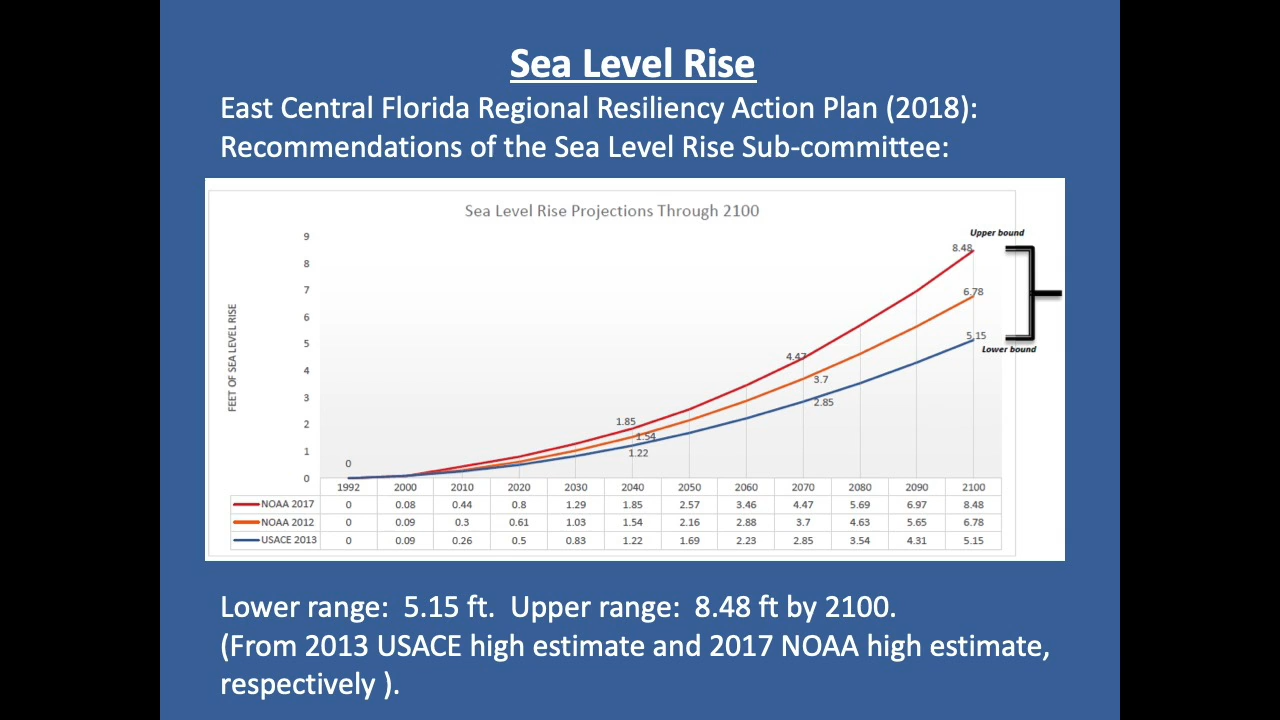 Sea Level Rise
East Central Florida Regional Resiliency Action Plan (2018):
Recommendations of the Sea Level Rise Sub-committee:
Sea Level Rise Projections Through 2100
FEET OF SEA LEVEL RISE
9
8
7
6
5
4
3
2
1
0
0
1.85
1.54
1.22
4.47
3.7
2.85
Upper bound
8.48
6.78
5.15
Lower bound
1992 2000 2010 2020 2030 2040 2050 2060 2070 2080 2090 2100
NOAA 2017 0 0.08 0.44 0.8 1.29 1.85 2.57 3.46 4.47 5.69 6.97 8.48
NOAA 2012 0 0.09 0.3 0.61 1.03 1.54 2.16 2.88 3.7 4.63 5.65 6.78
USACE 2013 0 0.09 0.26 0.5 0.83 1.22 1.69 2.23 2.85 3.54 4.31 5.15
Lower range: 5.15 ft. Upper range: 8.48 ft by 2100.
(From 2013 USACE high estimate and 2017 NOAA high estimate,
respectively ).